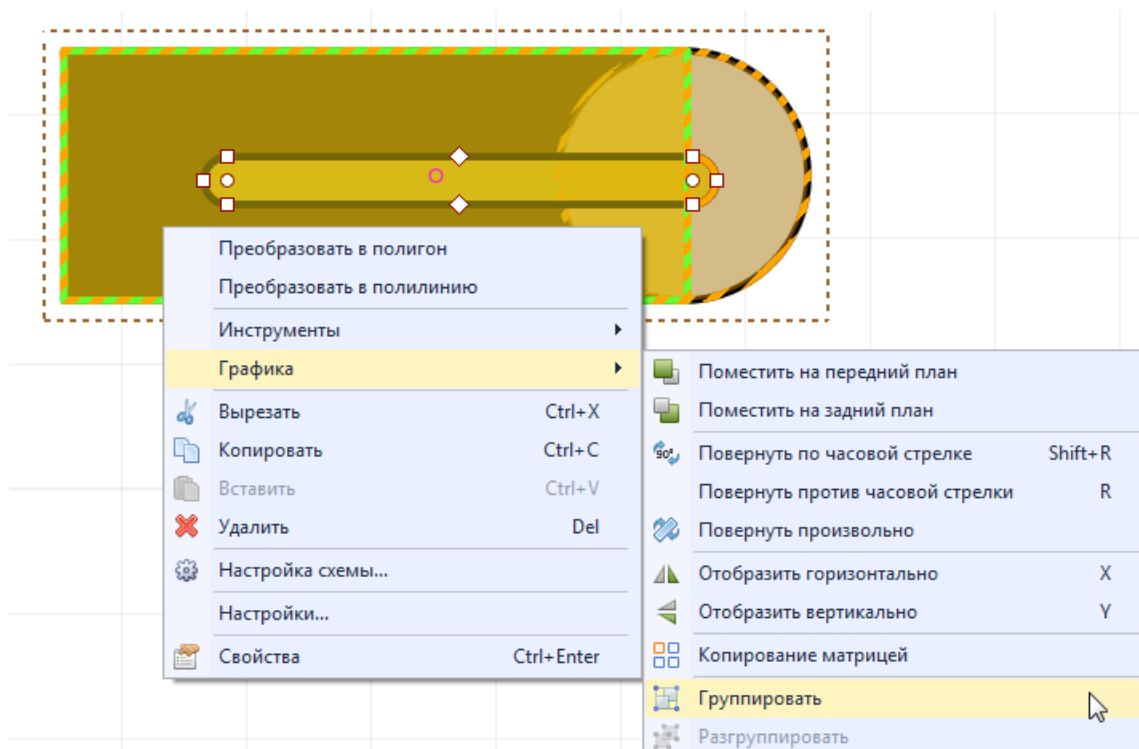 Преобразовать в полигон
Преобразовать в полилинию
Инструменты
Графика
Вырезать Ctrl+X
Копировать Ctrl+C
Вставить Ctrl+V
Удалить Del
Настройка схемы...
Настройки...
Свойства Ctrl+Enter
Поместить на передний план
Поместить на задний план
90° Повернуть по часовой стрелке Shift+R
Повернуть против часовой стрелки R
Повернуть произвольно
Отобразить горизонтально X
Отобразить вертикально Y
Копирование матрицей
Группировать
Разгруппировать